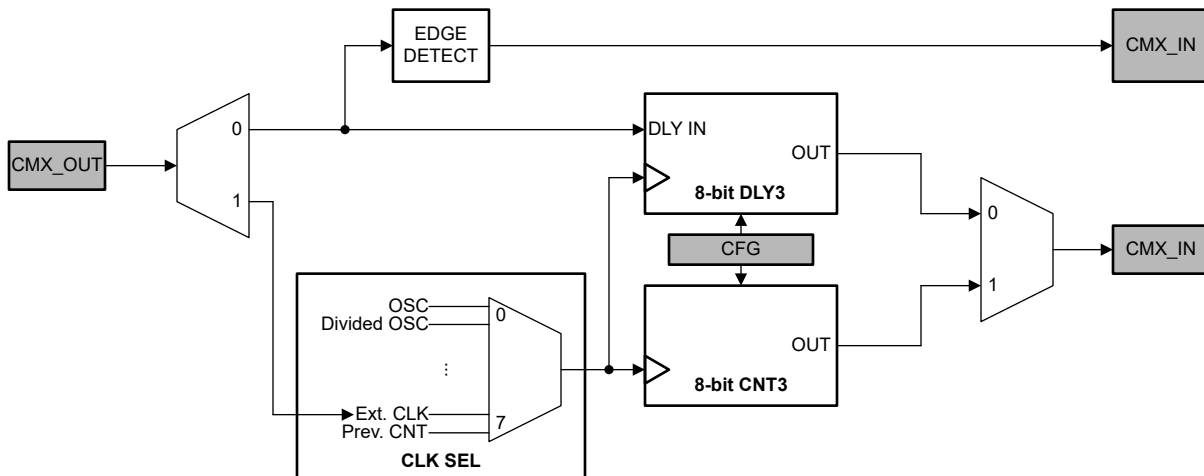 EDGE
DETECT
CMX_IN
0
DLY IN
CMX_OUT
OUT
1
8-bit DLY3
0
CFG
CMX_IN
1
OSC
0
Divided OSC
...
OUT
8-bit CNT3
Ext. CLK
7
Prev. CNT
CLK SEL